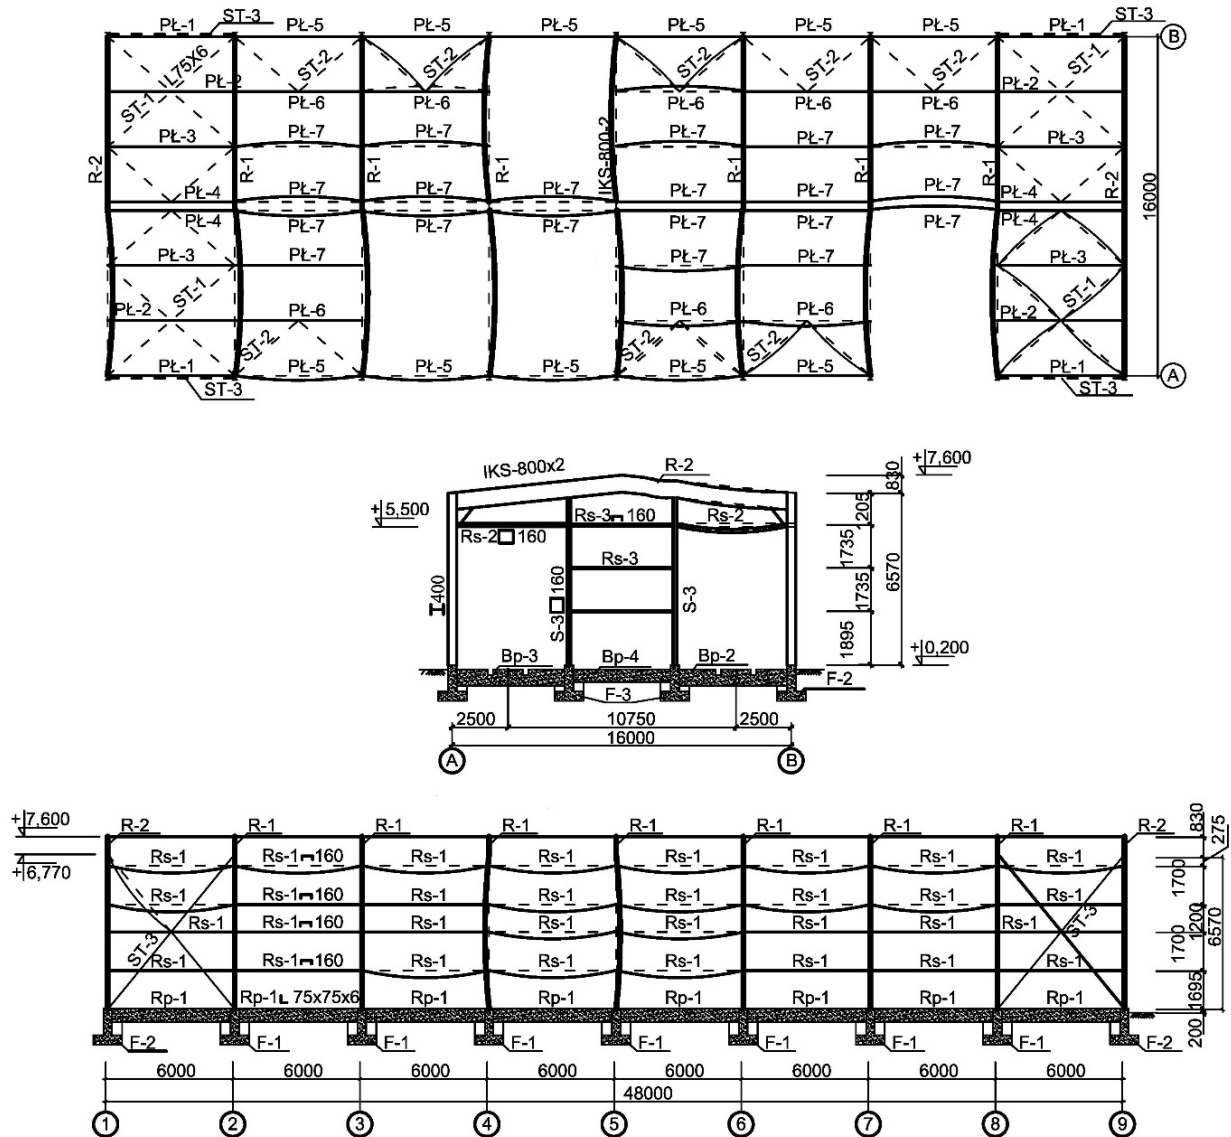 PŁ-1 ST-3 PŁ-5 PŁ-5 PŁ-5 PŁ-5 PŁ-5 PŁ-5 PŁ-1 ST-3
B
ST-1 L75X6 ST-2 ST-2 ST-2 ST-2 ST-2 ST-1
PŁ-2 PŁ-6 PŁ-6 PŁ-6 PŁ-6 PŁ-6 PŁ-2
PŁ-3 PŁ-7 PŁ-7 PŁ-7 PŁ-7 PŁ-7 PŁ-3
R-2 R-1 R-1 R-1 IKS-800-2 R-1 R-1 R-2
PŁ-4 PŁ-7 PŁ-7 PŁ-7 PŁ-7 PŁ-7 PŁ-7 PŁ-4
16000
PŁ-4 PŁ-7 PŁ-7 PŁ-7 PŁ-7 PŁ-7 PŁ-7 PŁ-4
PŁ-3 PŁ-7 PŁ-7 PŁ-7 PŁ-3
ST-1 ST-1
PŁ-2 PŁ-6 PŁ-6 PŁ-6 PŁ-2
ST-2 ST-2 ST-2
PŁ-1 PŁ-5 PŁ-5 PŁ-5 PŁ-5 PŁ-5 PŁ-1
A
ST-3 ST-3
IKS-800x2 R-2 +7,600
830
+5,500 Rs-3 160 Rs-2 205
Rs-2 160
Rs-3 1735
6570
400 S-3 160 S-3 1735
1895 +0,200
Bp-3 Bp-4 Bp-2
F-3 F-2
2500 10750 2500
16000
A B
+7,600 R-2 R-1 R-1 R-1 R-1 R-1 R-1 R-1 R-2 830 275
Rs-1 Rs-1 160 Rs-1 Rs-1 Rs-1 Rs-1 Rs-1 Rs-1
+6,770
1700
Rs-1 Rs-1 160 Rs-1 Rs-1 Rs-1 Rs-1 Rs-1 Rs-1
Rs-1 Rs-1 160 Rs-1 Rs-1 Rs-1 Rs-1 Rs-1 Rs-1 1200 6570
ST-3 ST-3
1700
Rs-1 Rs-1 160 Rs-1 Rs-1 Rs-1 Rs-1 Rs-1 Rs-1
Rp-1 Rp-1 L 75x75x6 Rp-1 Rp-1 Rp-1 Rp-1 Rp-1 Rp-1 1695
200
F-2 F-1 F-1 F-1 F-1 F-1 F-1 F-1 F-2
6000 6000 6000 6000 6000 6000 6000 6000
48000
1 2 3 4 5 6 7 8 9